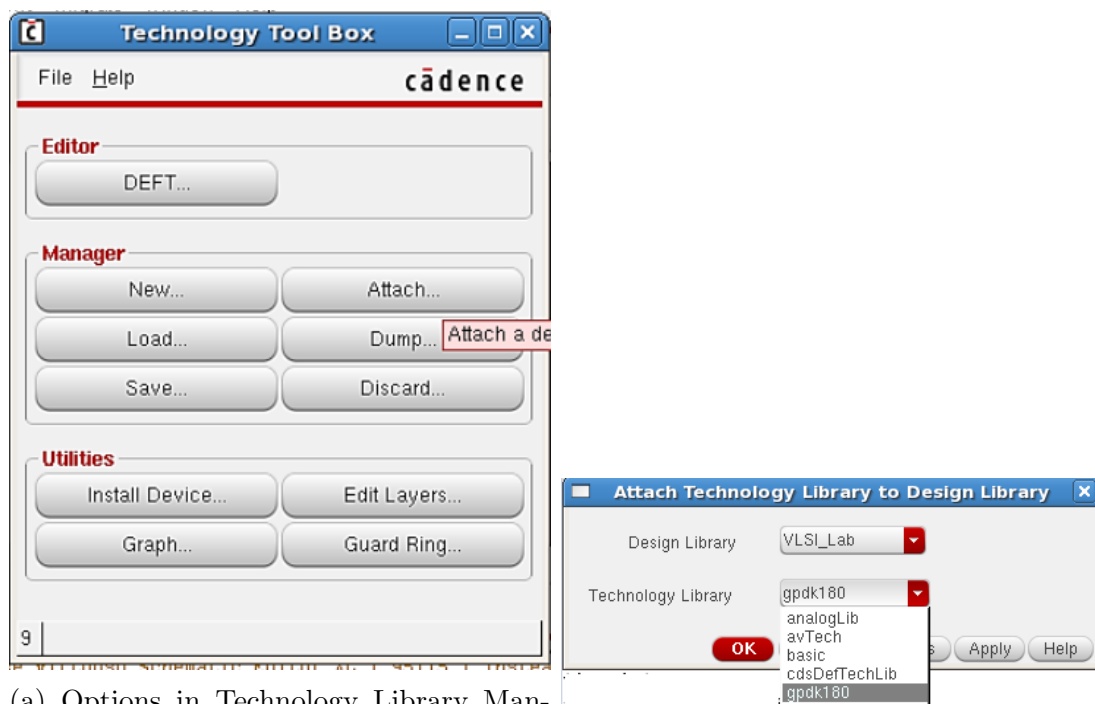 Technology Tool Box
File Help cādence
Editor
DEFT...
Manager
New... Attach...
Load... Dump... Attach a de
Save... Discard...
Utilities
Install Device... Edit Layers...
Graph... Guard Ring...
9
(a) Options in Technology Library Man-
Attach Technology Library to Design Library
Design Library VLSI_Lab
Technology Library gpdk180
analogLib
avTech
basic
cdsDefTechLib
gpdk180
OK Apply Help